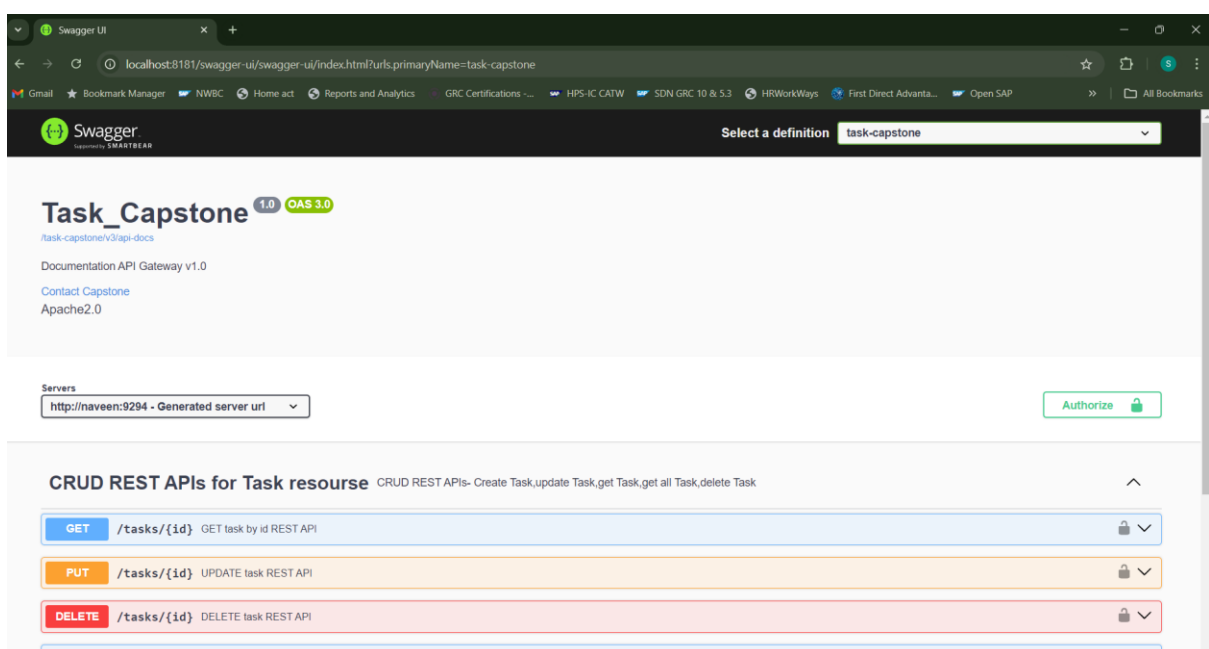 Swagger UI
localhost:8181/swagger-ui/swagger-ui/index.html?urls.primaryName=task-capstone
S
Gmail Bookmark Manager NWBC Home act Reports and Analytics GRC Certifications -... HPS-IC CATW SDN GRC 10 & 5.3 HRWorkWays First Direct Advanta... Open SAP » All Bookmarks
Swagger.
Supported by SMARTBEAR
Select a definition task-capstone
Task_Capstone 1.0 OAS 3.0
/task-capstone/v3/api-docs
Documentation API Gateway v1.0
Contact Capstone
Apache2.0
Servers
http://naveen:9294 - Generated server url
Authorize
CRUD REST APIs for Task resourse CRUD REST APIs- Create Task,update Task,get Task,get all Task,delete Task
GET /tasks/{id} GET task by id REST API
PUT /tasks/{id} UPDATE task REST API
DELETE /tasks/{id} DELETE task REST API